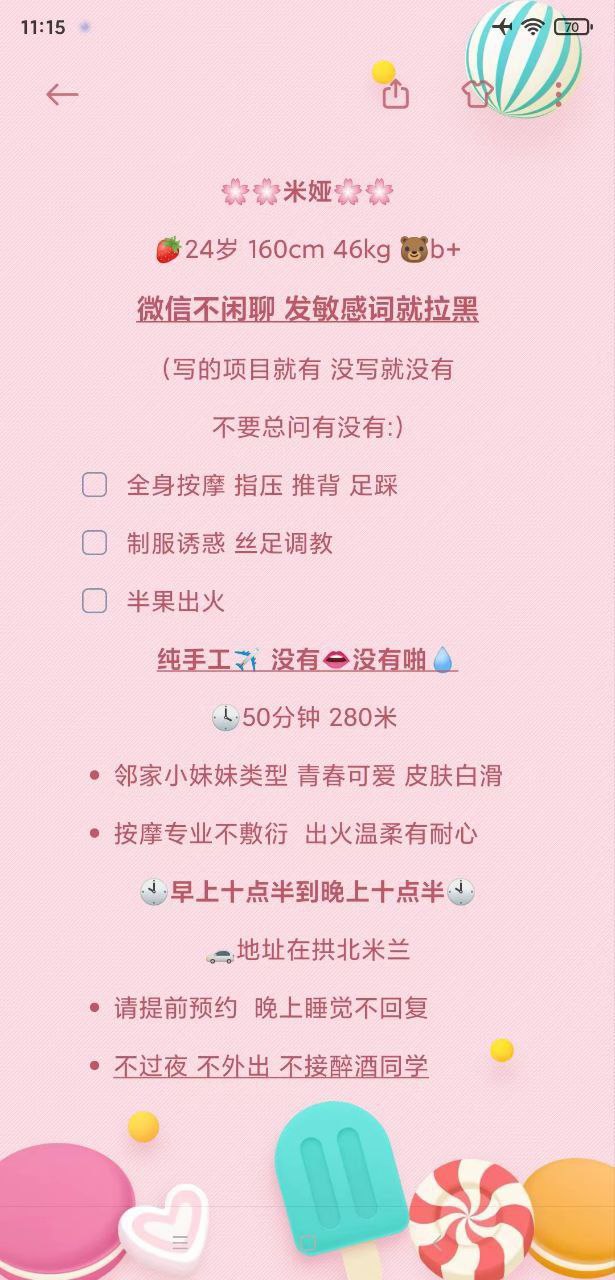 11:15
70
🌸🌸米娅🌸🌸
🍓24岁 160cm 46kg 🐻b+
微信不闲聊 发敏感词就拉黑
(写的项目就有 没写就没有
不要总问有没有:)
全身按摩 指压 推背 足踩
制服诱惑 丝足调教
半果出火
纯手工✈️ 没有👄没有啪💧
🕓50分钟 280米
邻家小妹妹类型 青春可爱 皮肤白滑
按摩专业不敷衍 出火温柔有耐心
🕙早上十点半到晚上十点半🕙
🚗地址在拱北米兰
请提前预约 晚上睡觉不回复
不过夜 不外出 不接醉酒同学